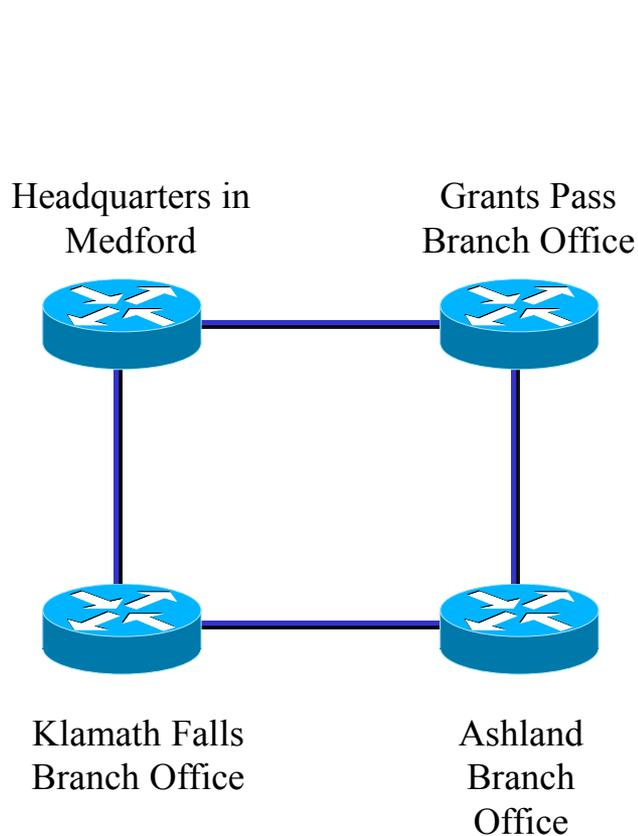 Headquarters in
Medford
Grants Pass
Branch Office
Klamath Falls
Branch Office
Ashland
Branch
Office